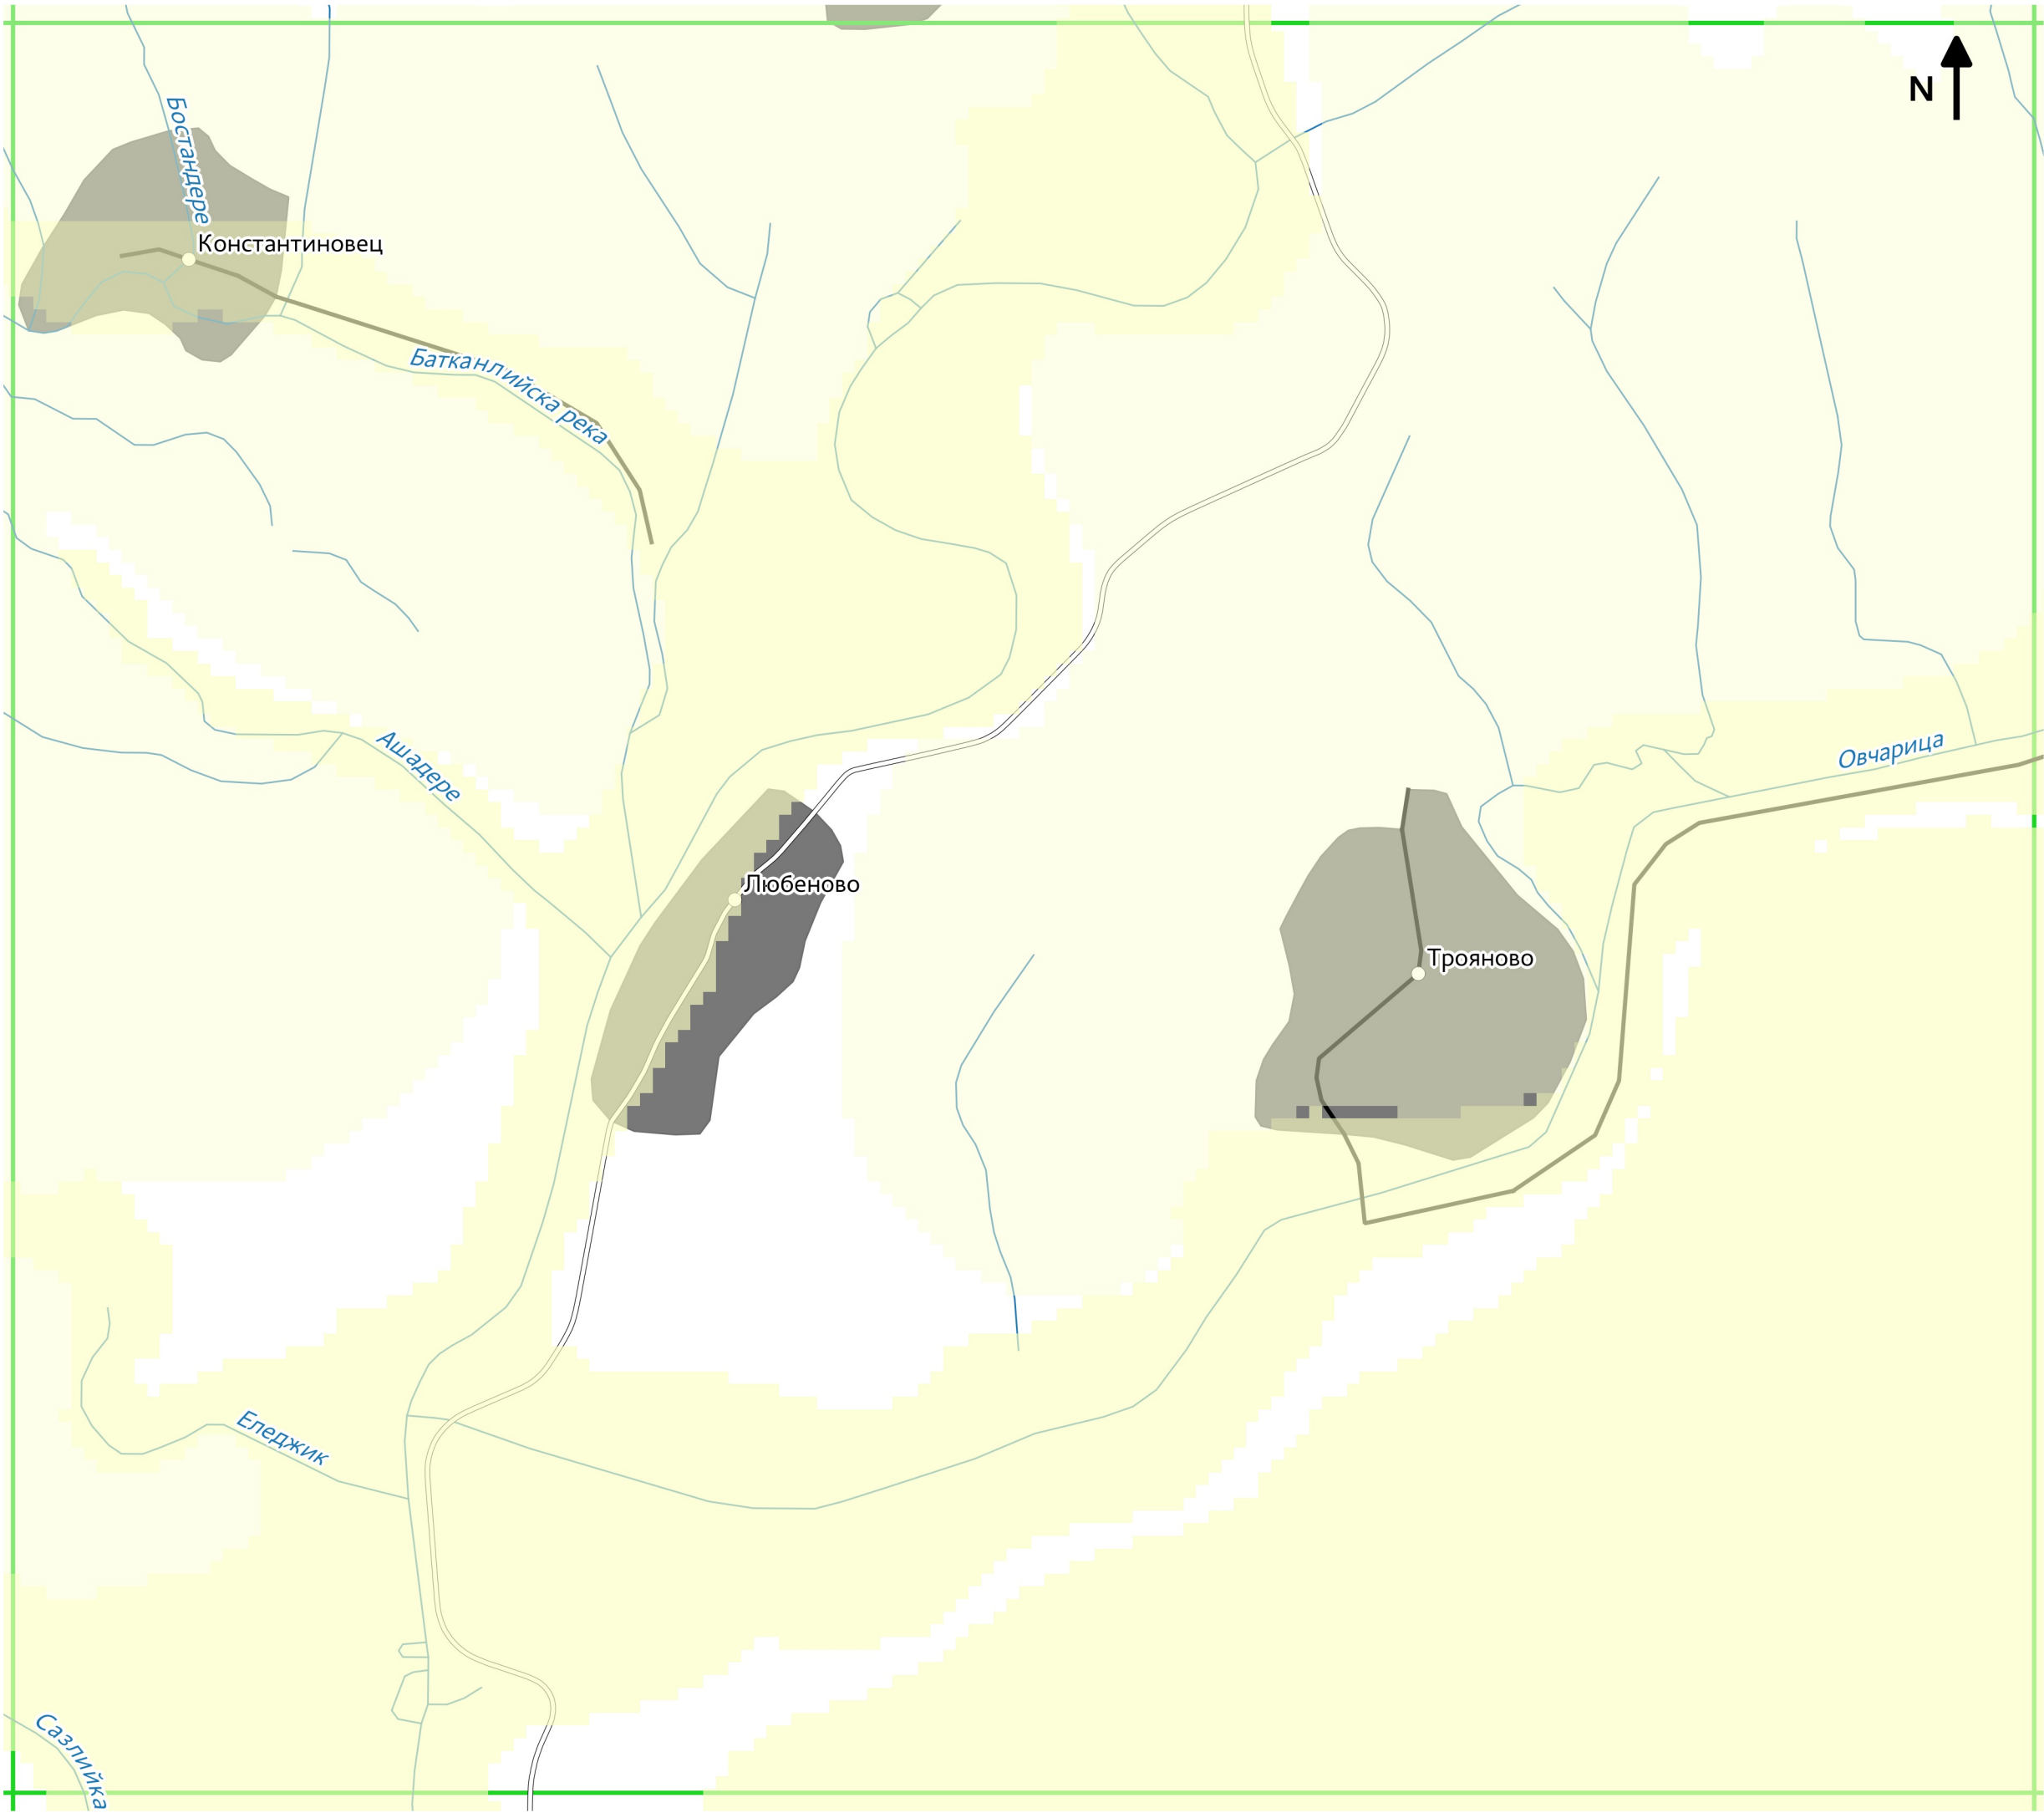 N
Бостандере
Константиновец
Батканлийска река
Ашадере
Овчарица
Любеново
Трояново
Еледжик
Сазлийка